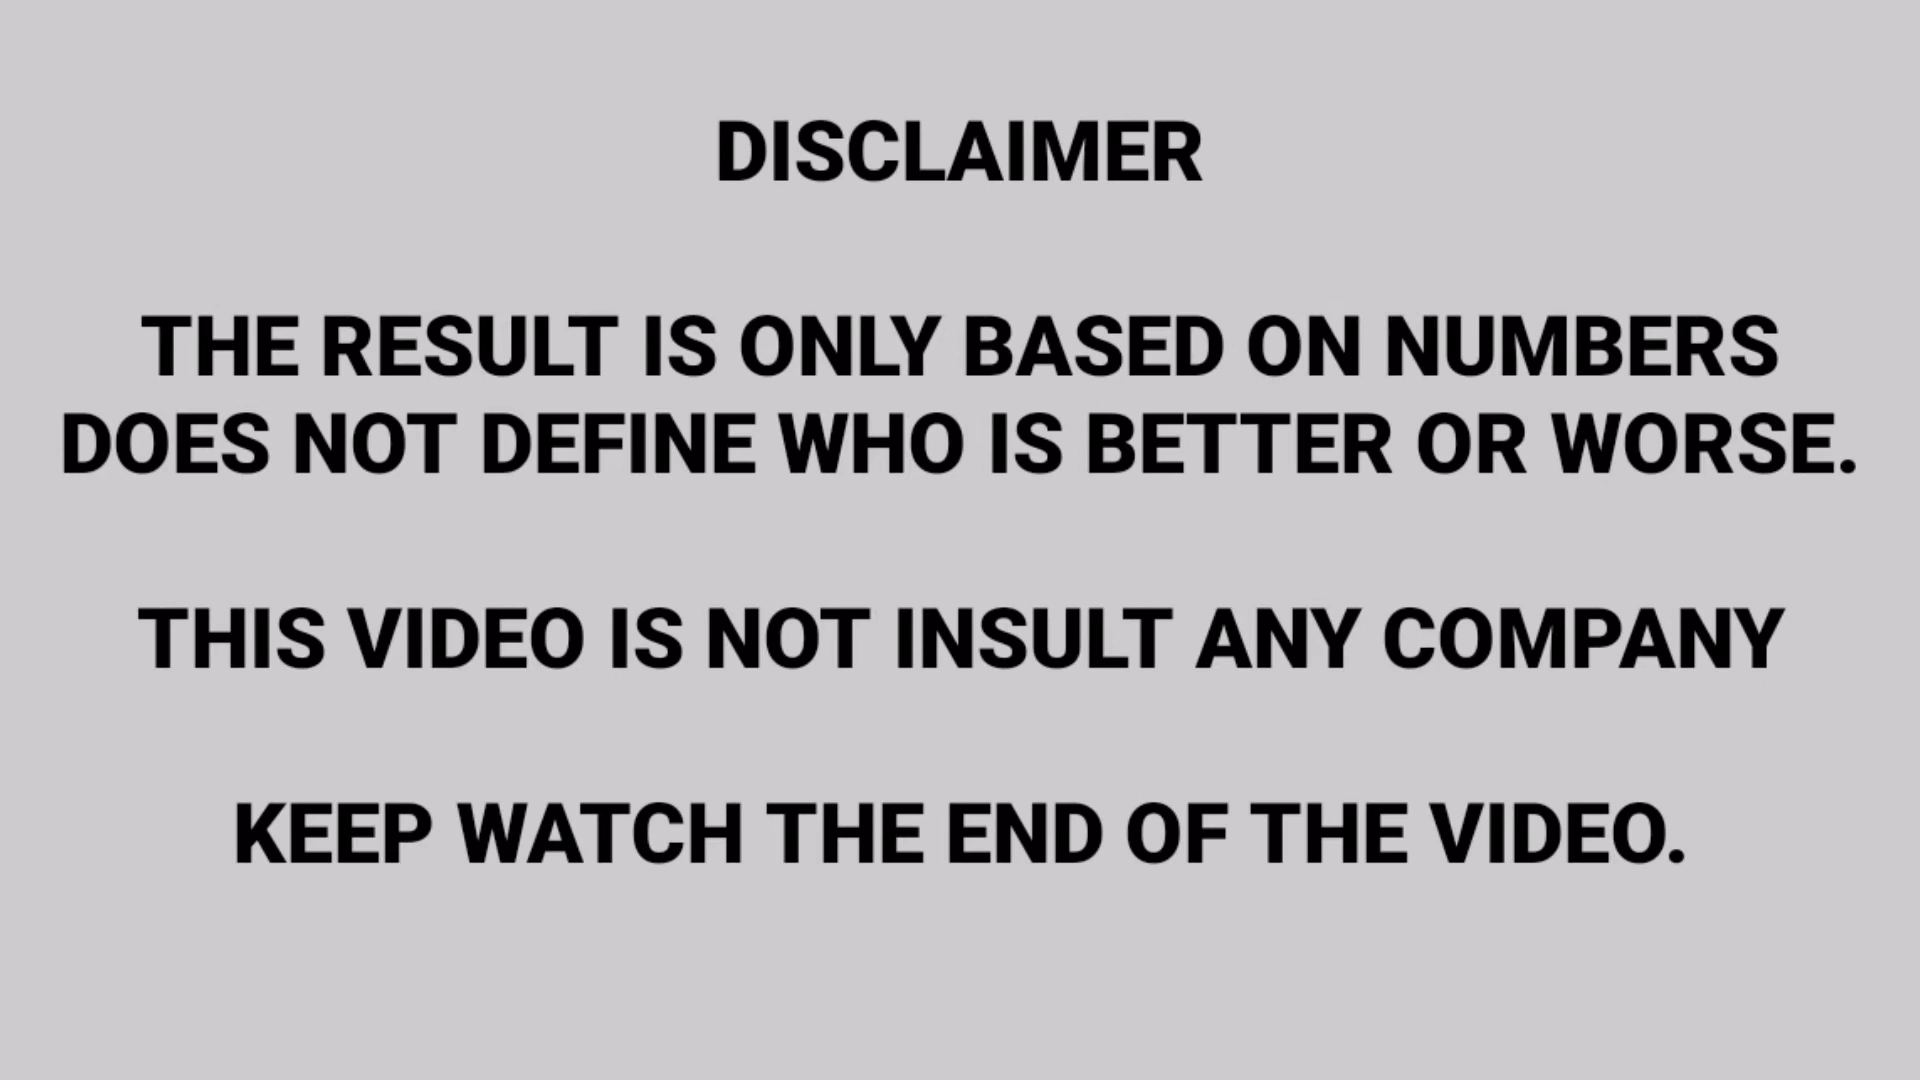 DISCLAIMER
THE RESULT IS ONLY BASED ON NUMBERS
DOES NOT DEFINE WHO IS BETTER OR WORSE.
THIS VIDEO IS NOT INSULT ANY COMPANY
KEEP WATCH THE END OF THE VIDEO.